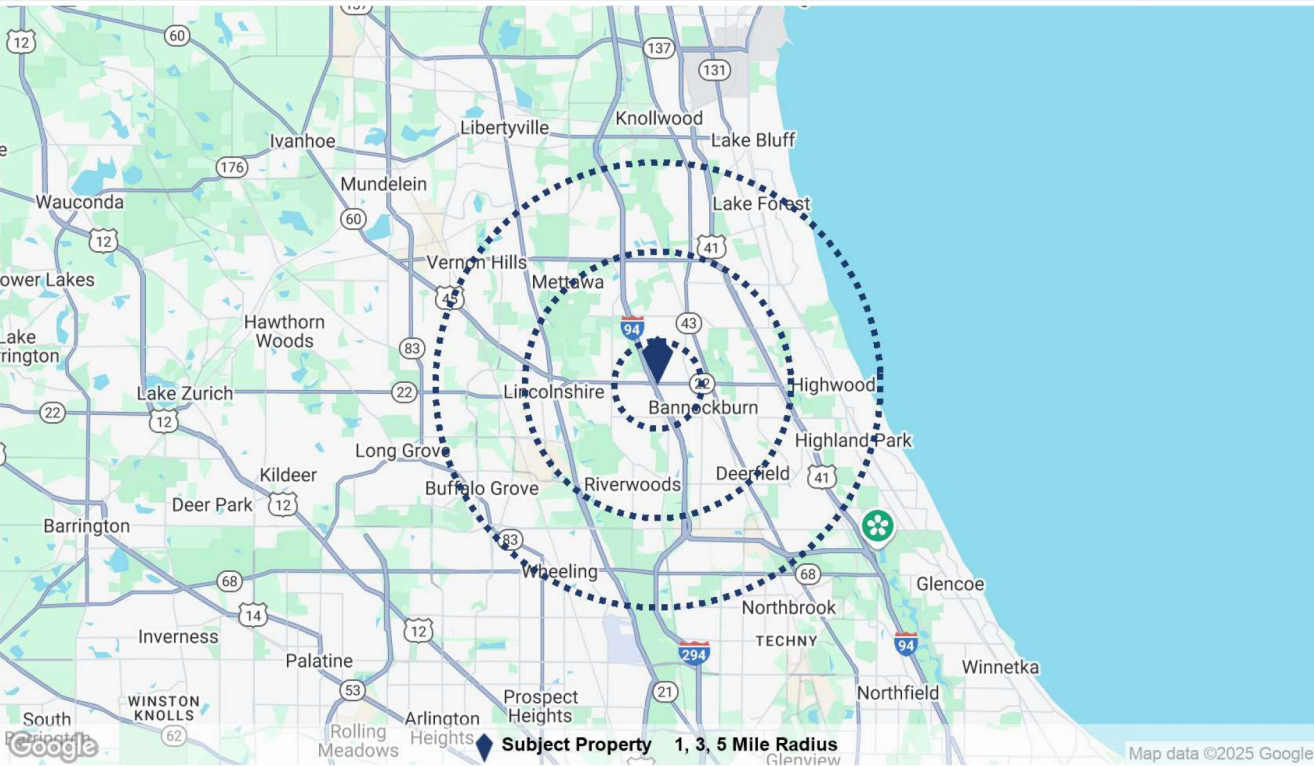 137
12
60
137
131
Knollwood
Libertyville
Lake Bluff
Ivanhoe
176
Mundelein
Wauconda
Lake Forest
60
12
41
Vernon Hills
ower Lakes
Mettawa
45
Hawthorn
Woods
94
43
Lake
rrington
83
22
Lake Zurich
22
Lincolnshire
Highwood
22
12
Bannockburn
Highland Park
Long Grove
Kildeer
Deerfield
41
Buffalo Grove
Riverwoods
Deer Park
12
Barrington
83
68
Wheeling
68
Glencoe
14
Northbrook
Inverness
12
TECHNY
94
Palatine
294
Winnetka
53
21
Northfield
WINSTON
KNOLLS
Prospect
Heights
South
Barrington
62
Rolling
Meadows
Arlington
Heights
Google
Subject Property 1, 3, 5 Mile Radius
Glenview
Map data ©2025 Google